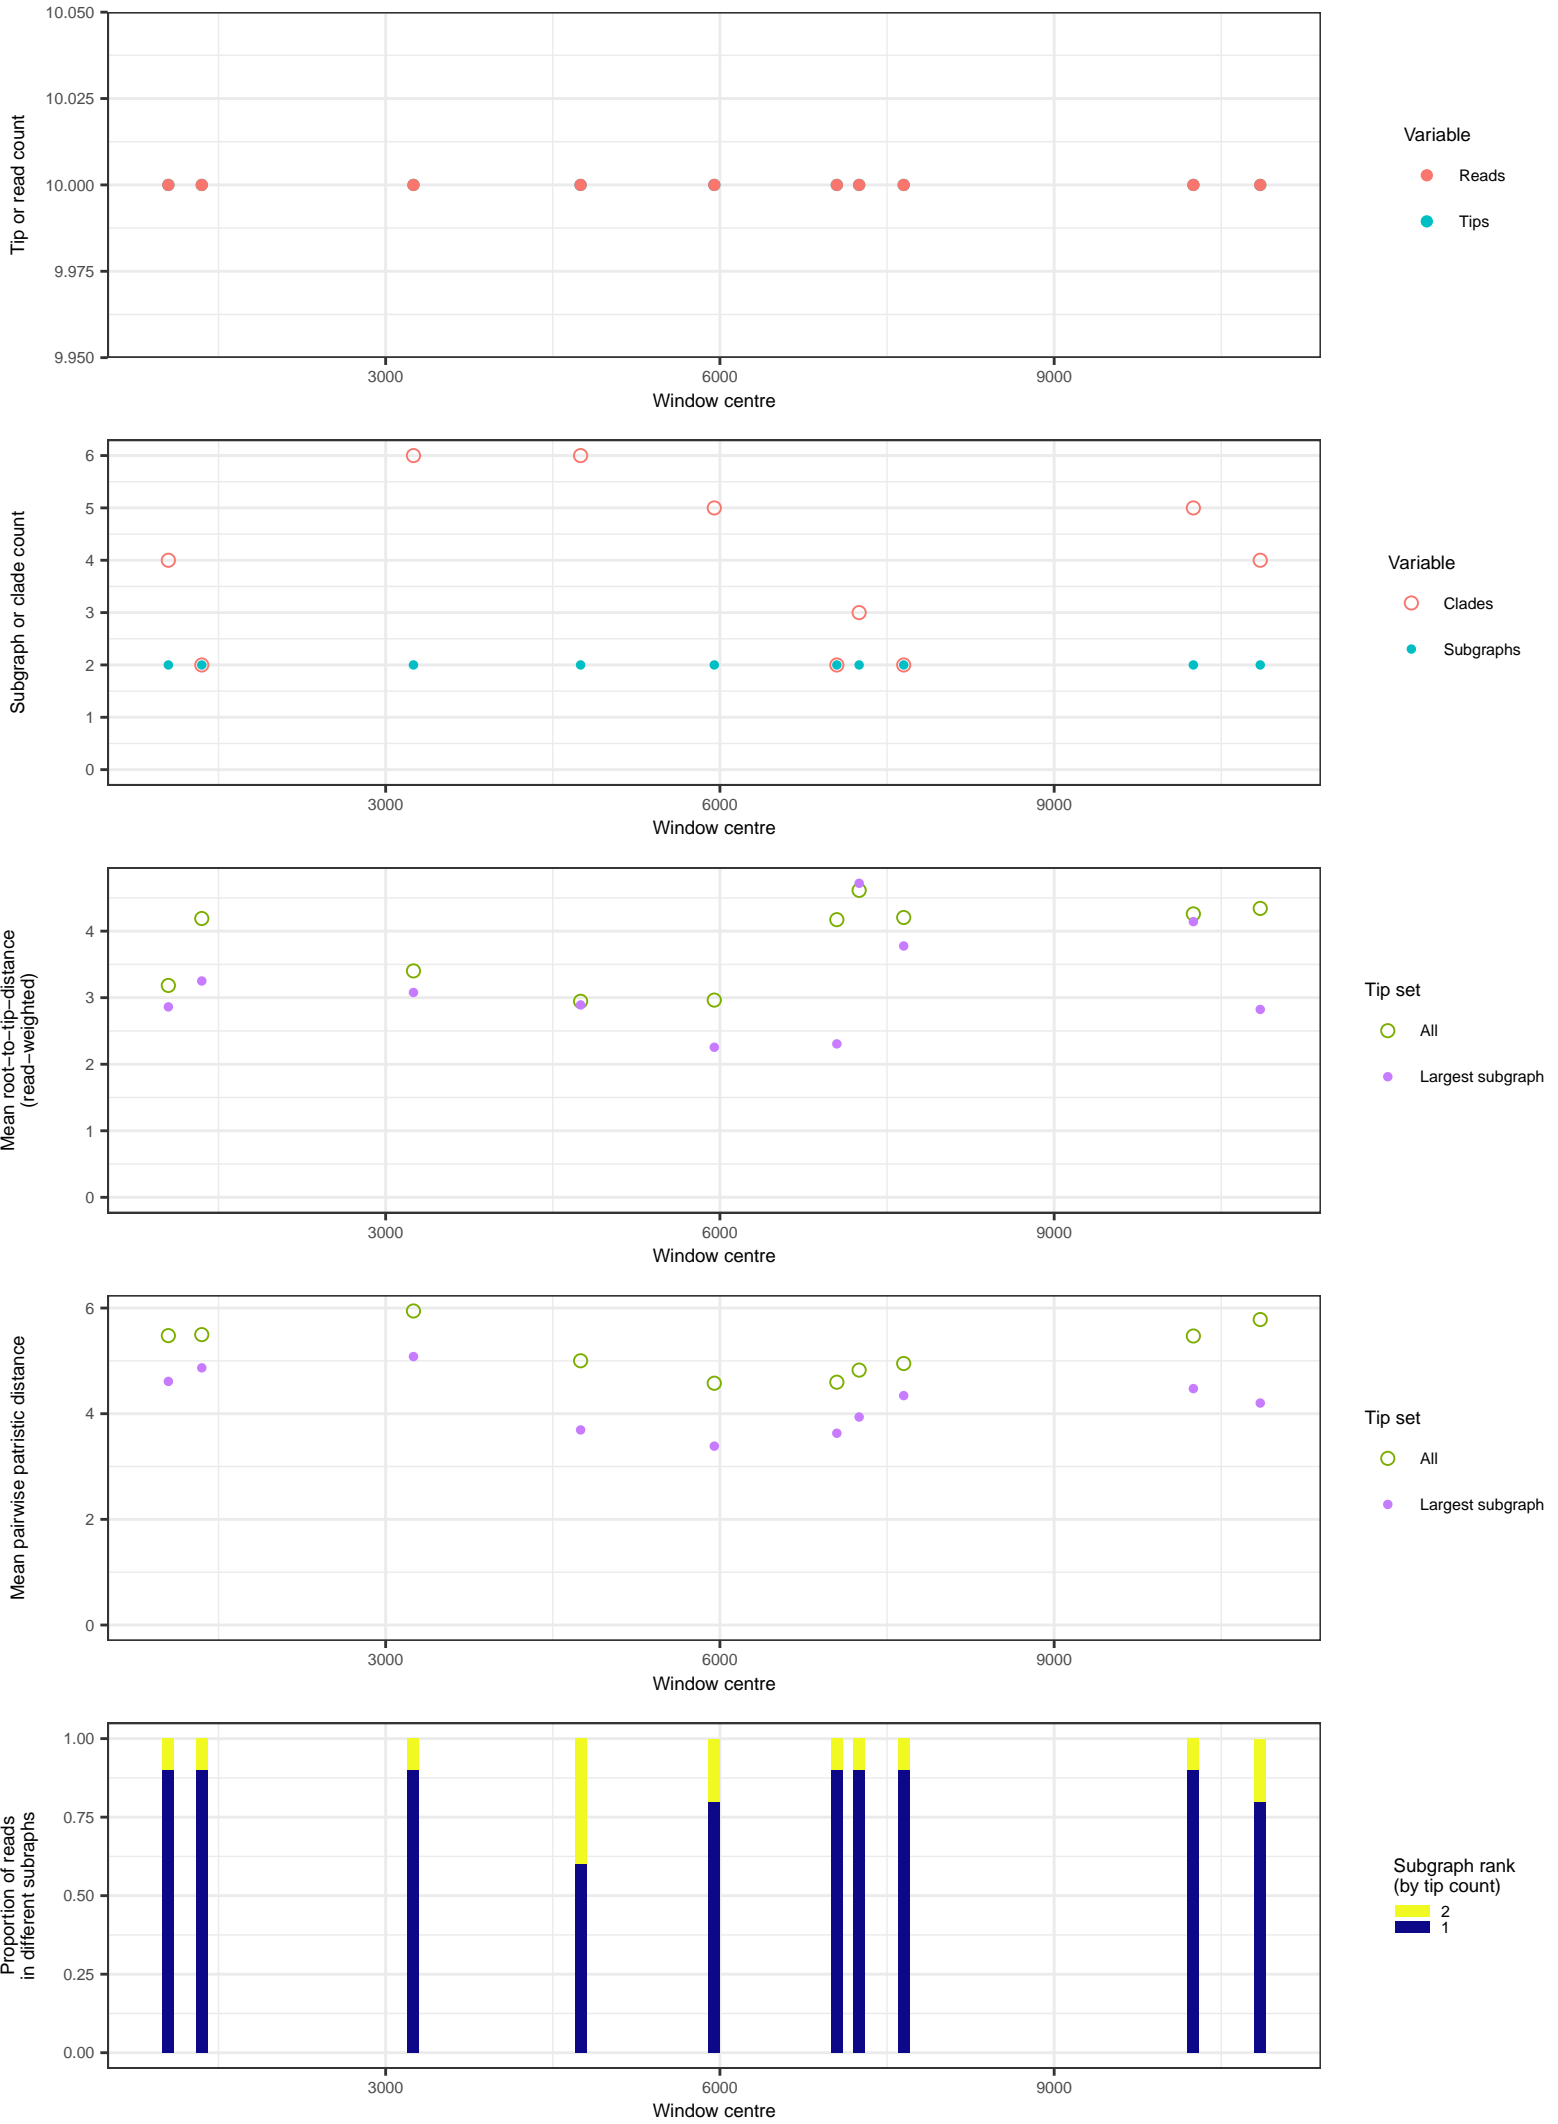 10.050
10.025
10.000
9.975
9.950
Tip or read count
3000
6000
9000
Window centre
Variable
Reads
Tips
6
5
4
3
2
1
0
Subgraph or clade count
3000
6000
9000
Window centre
Variable
Clades
Subgraphs
4
3
2
1
0
Mean root−to−tip−distance
(read−weighted)
3000
6000
9000
Window centre
Tip set
All
Largest subgraph
6
4
2
0
Mean pairwise patristic distance
3000
6000
9000
Window centre
Tip set
All
Largest subgraph
1.00
0.75
0.50
0.25
0.00
Proportion of reads
in different subraphs
3000
6000
9000
Window centre
Subgraph rank
(by tip count)
2
1